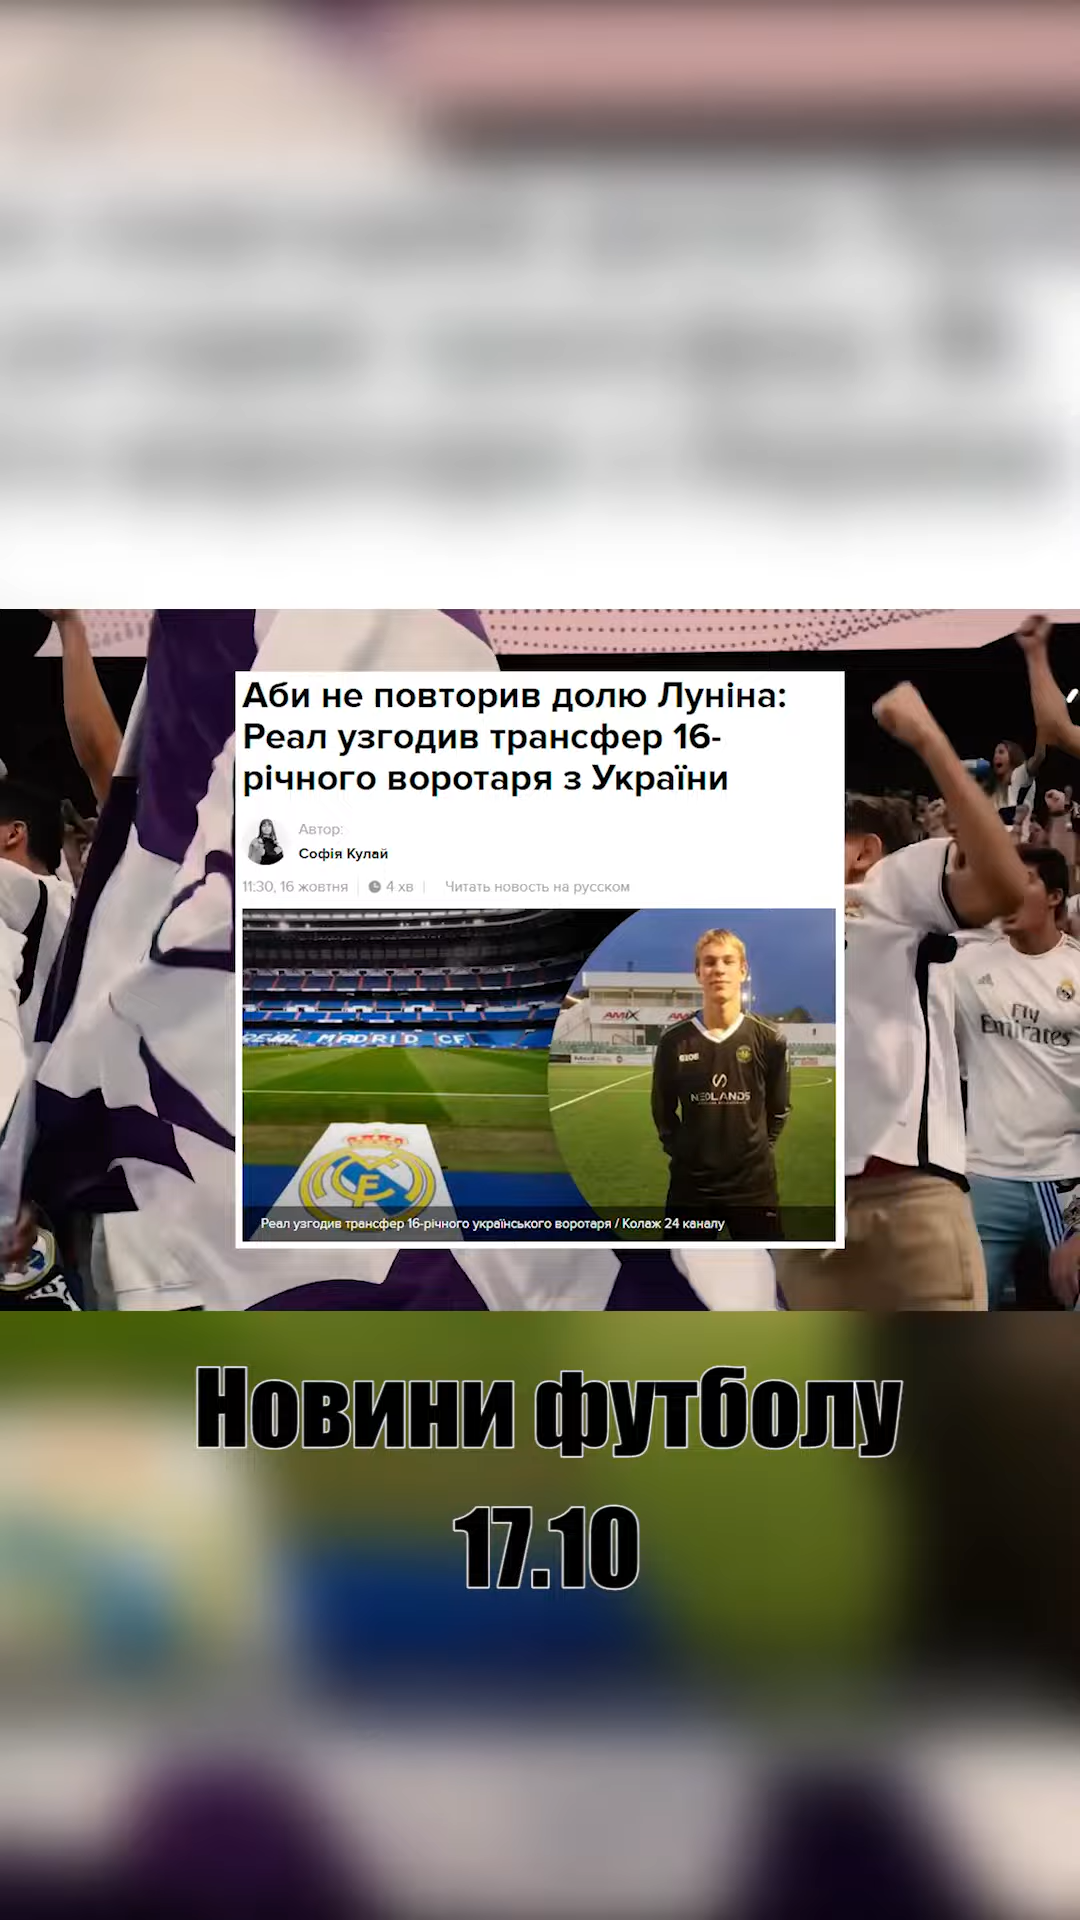 Аби не повторив долю Луніна:
Реал узгодив трансфер 16-
річного воротаря з України
Автор:
Софія Кулай
11:30, 16 жовтня 4 хв Читать новость на русском
AMIX AMIX
REAL MADRID CF
NEOLANDS
Fly
Emirates
Реал узгодив трансфер 16-річного українського воротаря / Колаж 24 каналу
Новини футболу
17.10